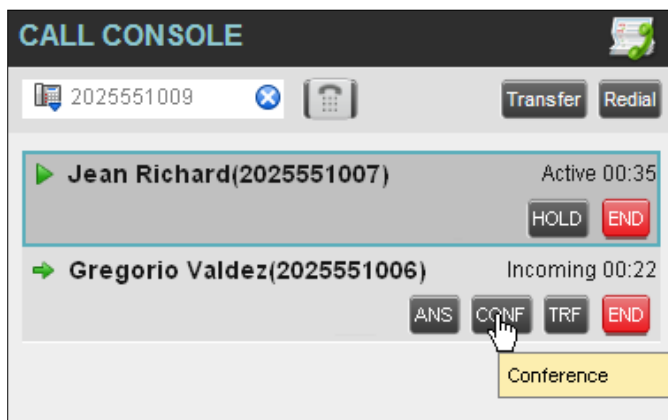 CALL CONSOLE
2025551009
Transfer Redial
Jean Richard(2025551007) Active 00:35
HOLD END
Gregorio Valdez(2025551006) Incoming 00:22
ANS CONF TRF END
Conference